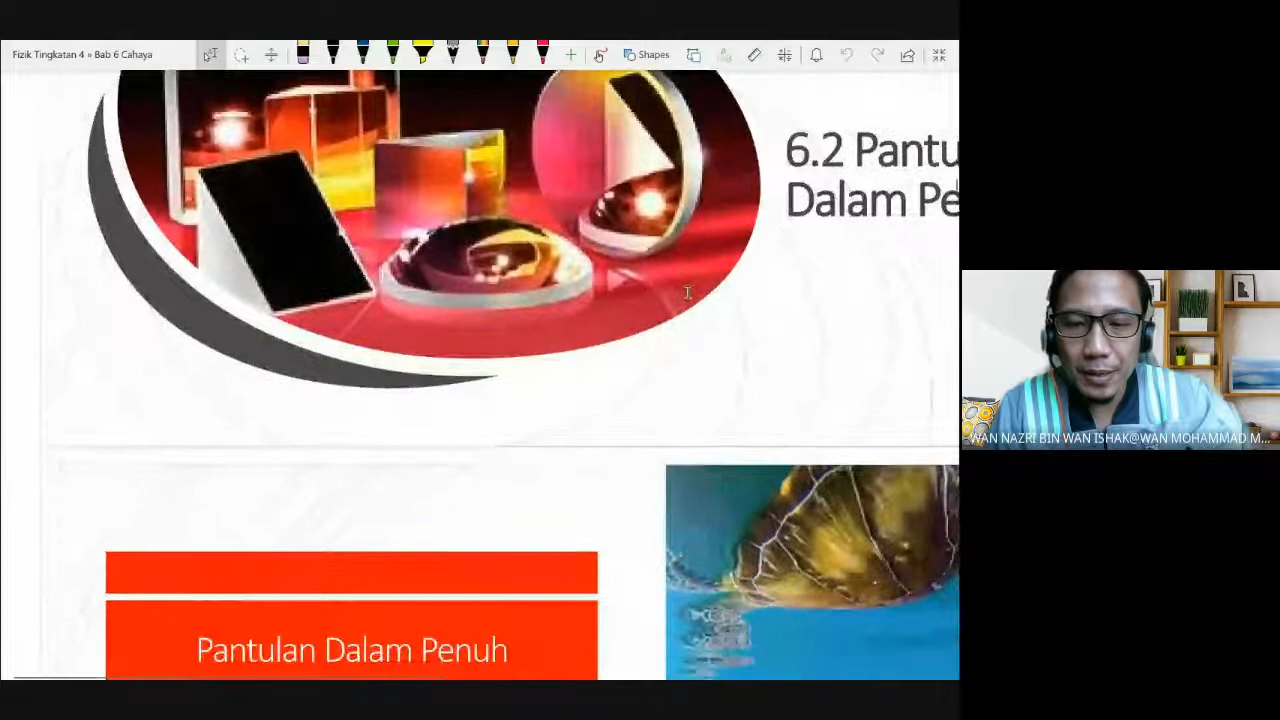 Fizik Tingkatan 4 » Bab 6 Cahaya
Shapes
6.2 Pantu
Dalam Pe
WAN NAZRI BIN WAN ISHAK@WAN MOHAMMAD M...
Pantulan Dalam Penuh